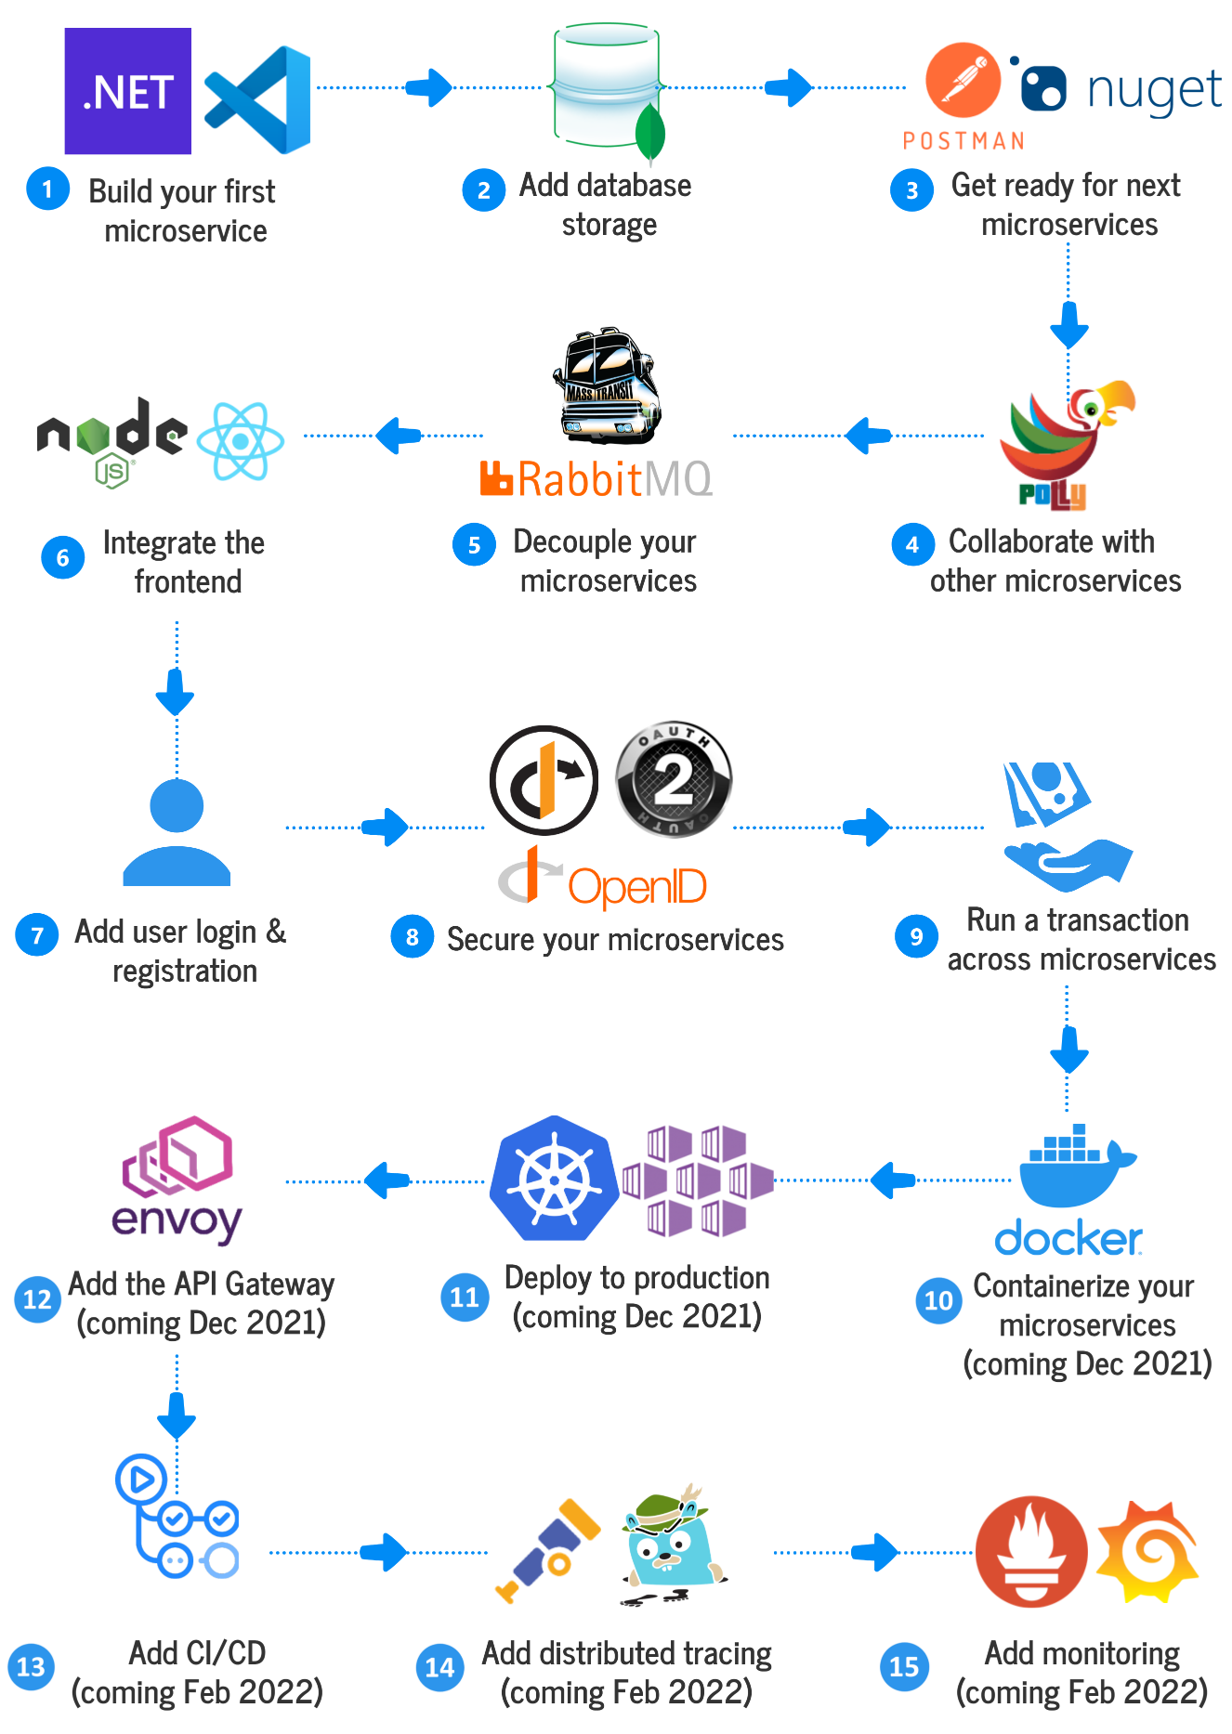 .NET
POSTMAN
nuget
1
Build your first
microservice
2
Add database
storage
3
Get ready for next
microservices
node
JS
MASS TRANSIT
RabbitMQ
POLLY
6
Integrate the
frontend
5
Decouple your
microservices
4
Collaborate with
other microservices
OAUTH
2
OAUTH
OpenID
7
Add user login &
registration
8
Secure your microservices
9
Run a transaction
across microservices
envoy
docker
12
Add the API Gateway
(coming Dec 2021)
11
Deploy to production
(coming Dec 2021)
10
Containerize your
microservices
(coming Dec 2021)
13
Add CI/CD
(coming Feb 2022)
14
Add distributed tracing
(coming Feb 2022)
15
Add monitoring
(coming Feb 2022)